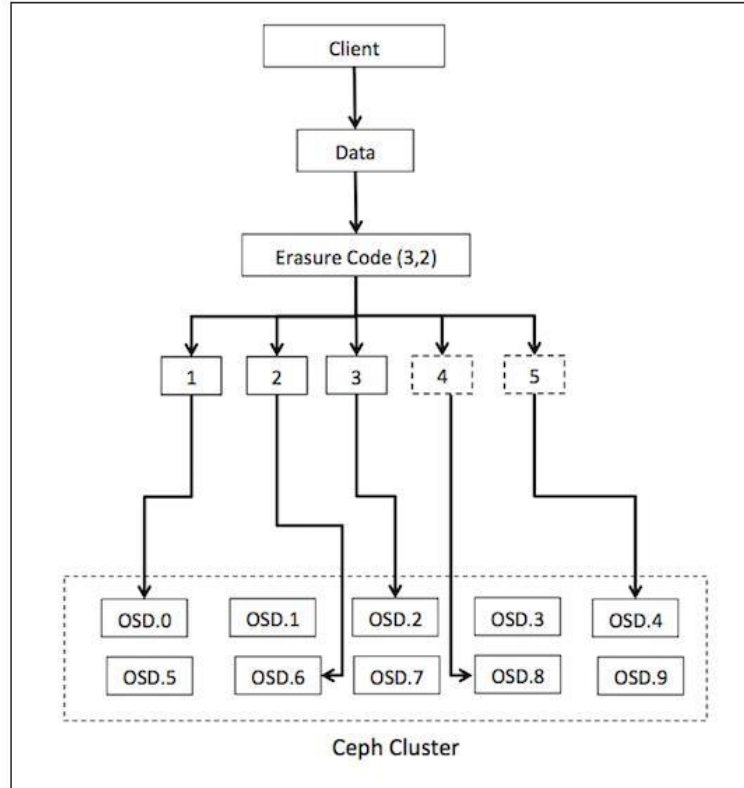 Client
Data
Erasure Code (3,2)
1 2 3 4 5
OSD.0 OSD.1 OSD.2 OSD.3 OSD.4
OSD.5 OSD.6 OSD.7 OSD.8 OSD.9
Ceph Cluster